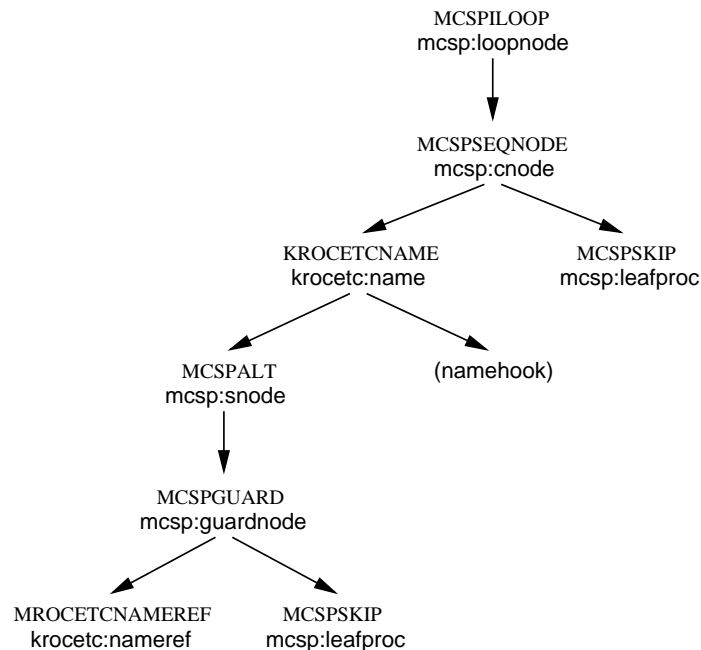 MCSPILOOP
mcsp:loopnode
MCSPSEQNODE
mcsp:cnode
KROCETCNAME
krocetc:name
MCSPSKIP
mcsp:leafproc
MCSPALT
mcsp:snode
(namehook)
MCSPGUARD
mcsp:guardnode
MROCETCNAMEREF
krocetc:nameref
MCSPSKIP
mcsp:leafproc